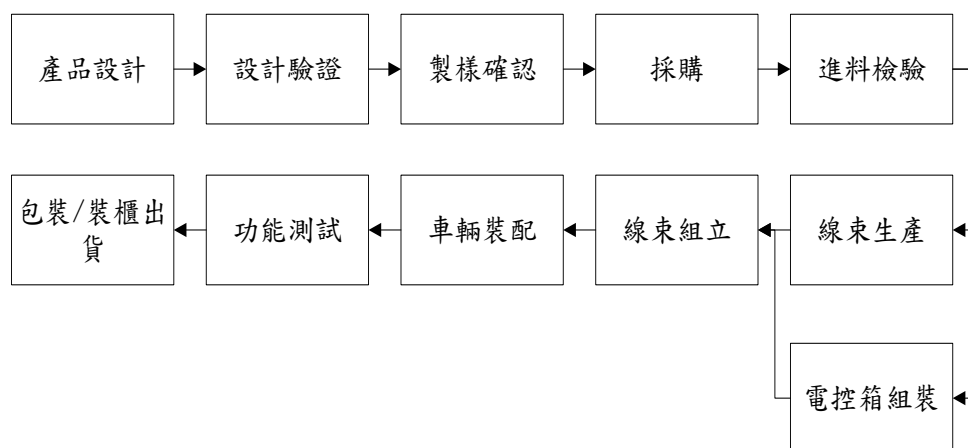 產品設計
設計驗證
製樣確認
採購
進料檢驗
包裝/裝櫃出
貨
功能測試
車輛裝配
線束組立
線束生產
電控箱組裝